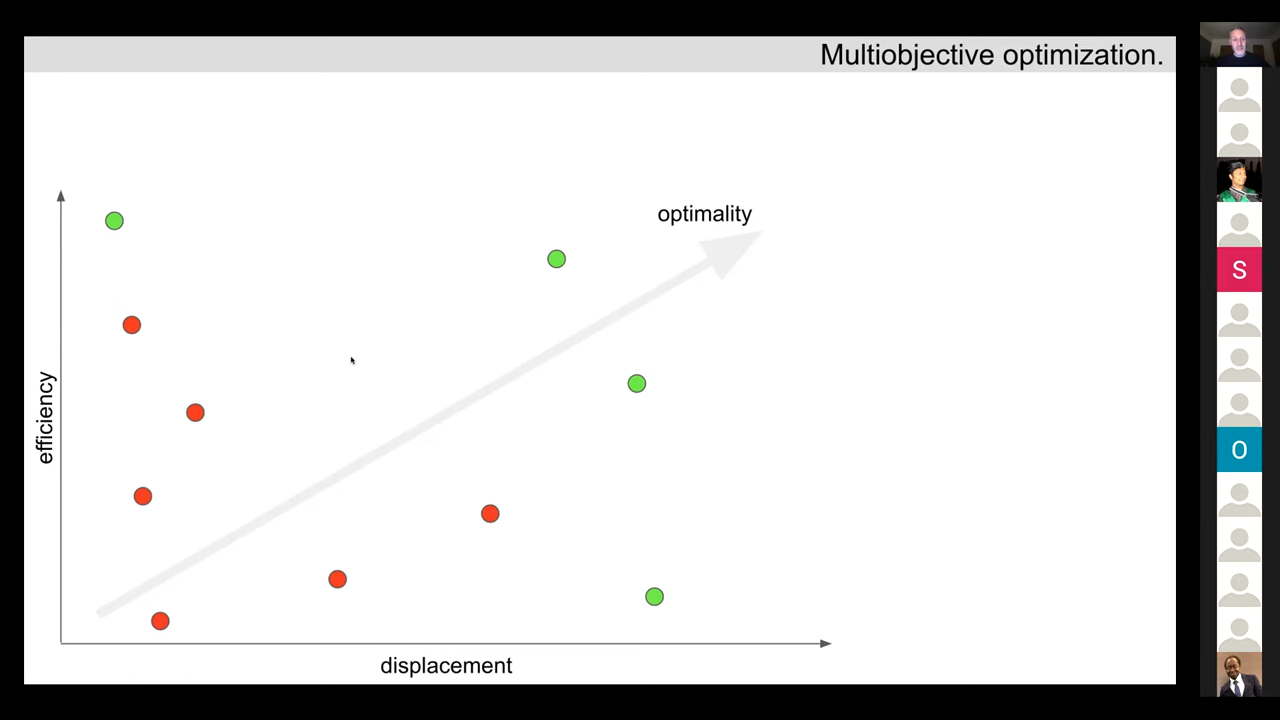 Multiobjective optimization.
optimality
efficiency
displacement
S
O